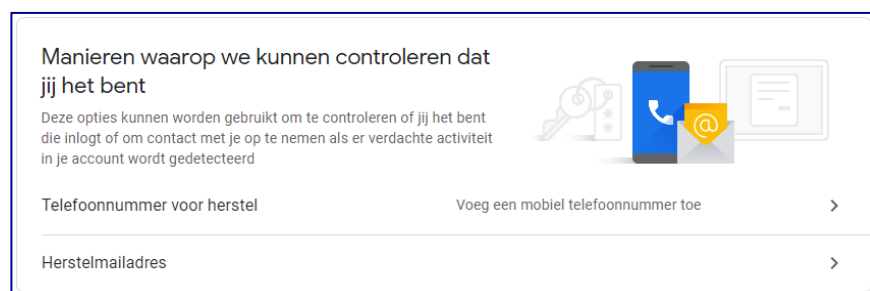 Manieren waarop we kunnen controleren dat
jij het bent
Deze opties kunnen worden gebruikt om te controleren of jij het bent
die inlogt of om contact met je op te nemen als er verdachte activiteit
in je account wordt gedetecteerd
Telefoonnummer voor herstel Voeg een mobiel telefoonnummer toe
Herstelmailadres